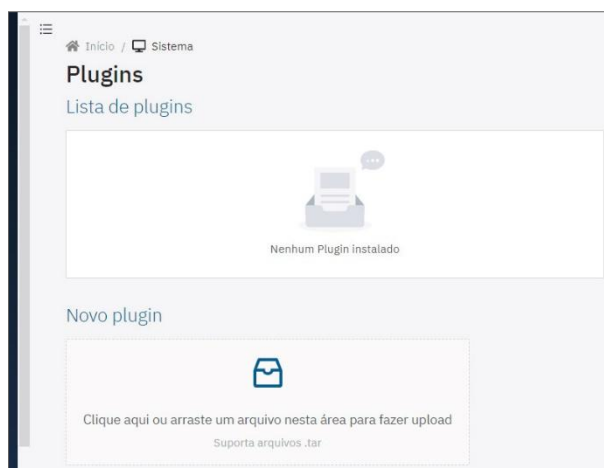 Início / Sistema
Plugins
Lista de plugins
Nenhum Plugin instalado
Novo plugin
Clique aqui ou arraste um arquivo nesta área para fazer upload
Suporta arquivos .tar